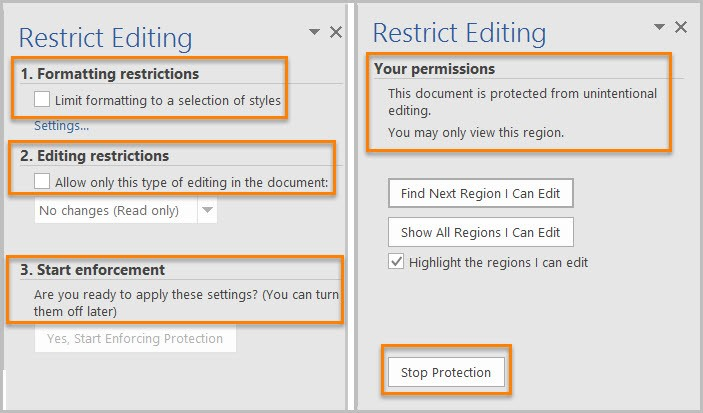 Restrict Editing
1. Formatting restrictions
Limit formatting to a selection of styles
Settings...
2. Editing restrictions
Allow only this type of editing in the document:
No changes (Read only)
3. Start enforcement
Are you ready to apply these settings? (You can turn
them off later)
Yes, Start Enforcing Protection
Restrict Editing
Your permissions
This document is protected from unintentional
editing.
You may only view this region.
Find Next Region I Can Edit
Show All Regions I Can Edit
Highlight the regions I can edit
Stop Protection